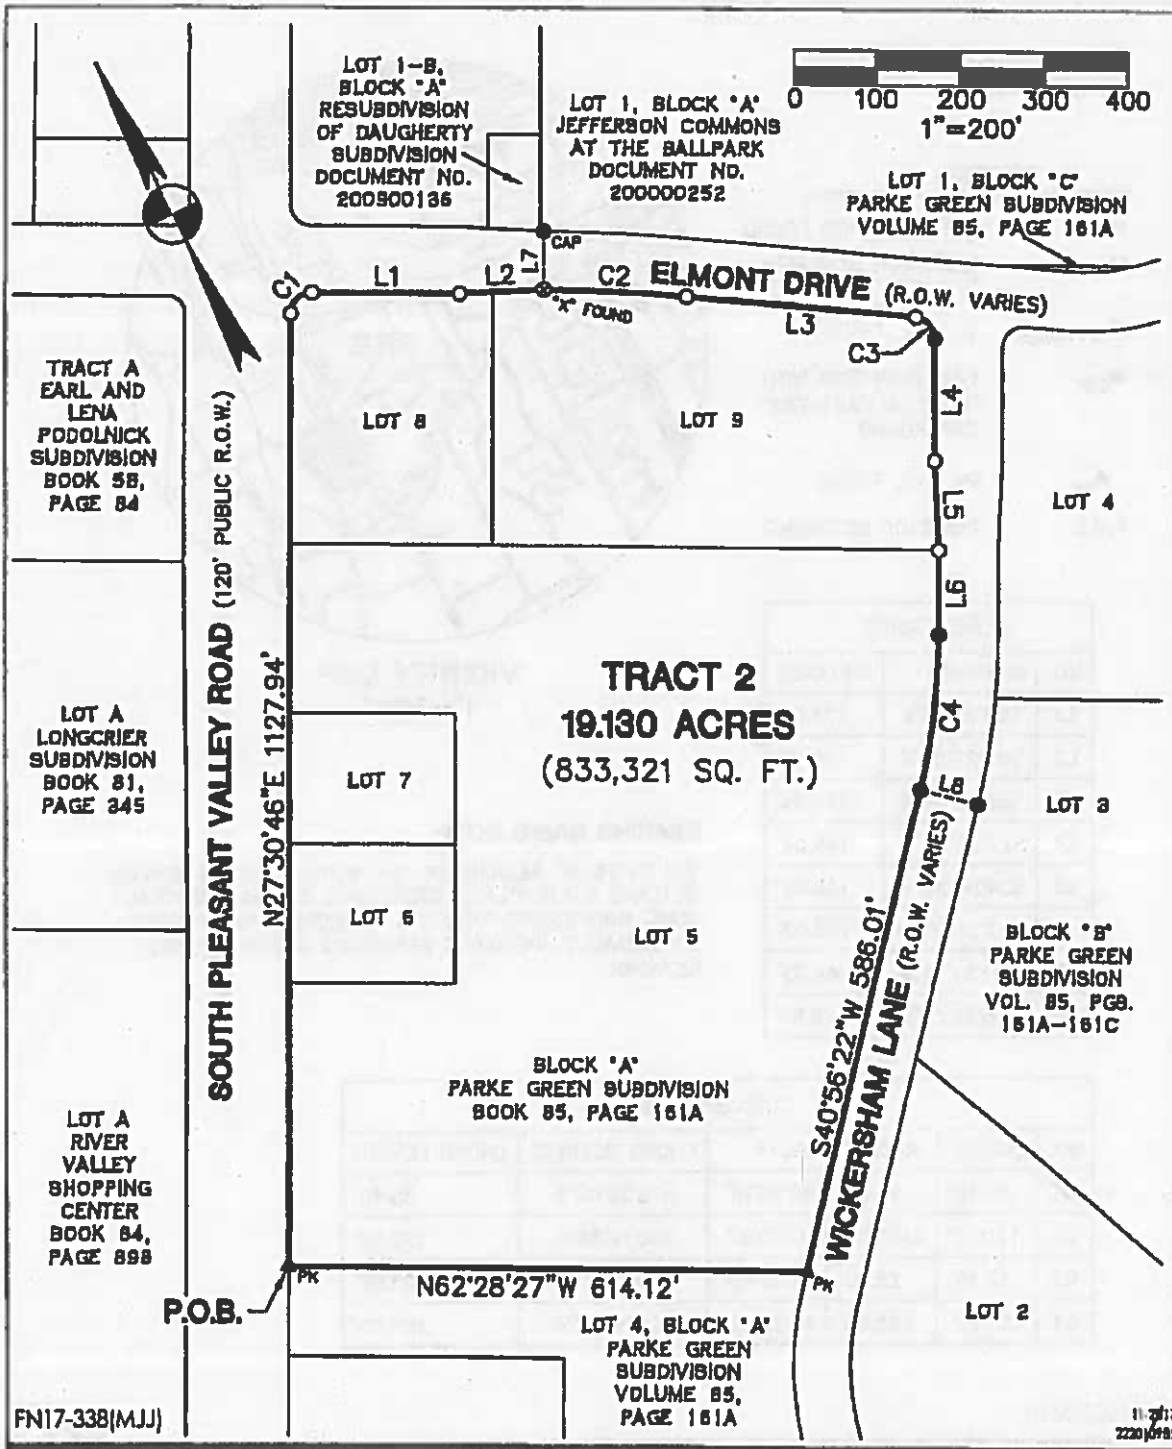 LOT 1-B,
BLOCK "A"
RESUBDIVISION
OF DAUGHERTY
SUBDIVISION
DOCUMENT NO.
200900136
LOT 1, BLOCK "A"
JEFFERSON COMMONS
AT THE BALLPARK
DOCUMENT NO.
200000252
0 100 200 300 400
1"=200'
LOT 1, BLOCK "C"
PARKE GREEN SUBDIVISION
VOLUME 85, PAGE 161A
CAP
L7
C1
L1
L2
C2
ELMONT DRIVE (R.O.W. VARIES)
"X" FOUND
L3
C3
L4
L5
L6
TRACT A
EARL AND
LENA
PODOLNICK
SUBDIVISION
BOOK 58,
PAGE 84
LOT 8
LOT 9
LOT 4
SOUTH PLEASANT VALLEY ROAD (120' PUBLIC R.O.W.)
N27°30'46"E 1127.94'
TRACT 2
19.130 ACRES
(833,321 SQ. FT.)
C4
L8
LOT A
LONGCRIER
SUBDIVISION
BOOK 81,
PAGE 345
LOT 7
LOT 6
LOT 5
LOT 3
S40°56'22"W 586.01'
WICKERSHAM LANE (R.O.W. VARIES)
BLOCK "B"
PARKE GREEN
SUBDIVISION
VOL. 85, PGS.
161A-161C
BLOCK "A"
PARKE GREEN SUBDIVISION
BOOK 85, PAGE 161A
LOT A
RIVER
VALLEY
SHOPPING
CENTER
BOOK 84,
PAGE 898
PK
N62°28'27"W 614.12'
PK
P.O.B.
LOT 2
LOT 4, BLOCK "A"
PARKE GREEN
SUBDIVISION
VOLUME 85,
PAGE 161A
FN17-338(MJJ)